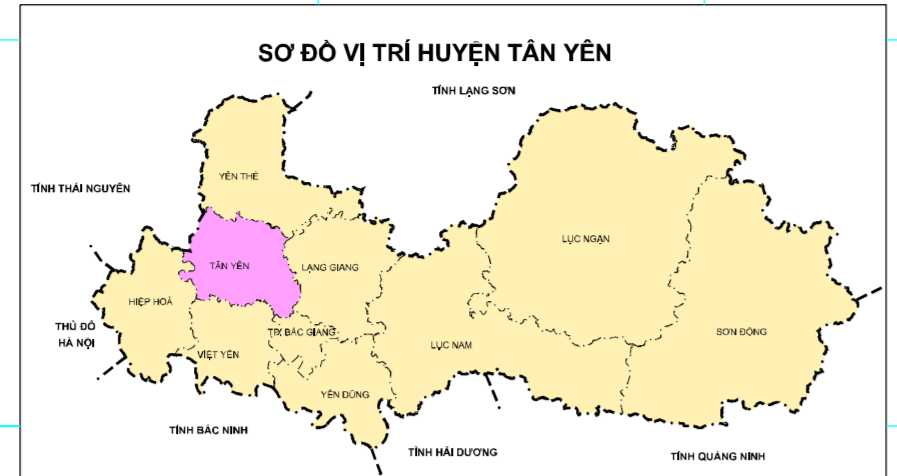 SƠ ĐỒ VỊ TRÍ HUYỆN TÂN YÊN
TỈNH LẠNG SƠN
YÊN THẾ
TỈNH THÁI NGUYÊN
LỤC NGẠN
TÂN YÊN
LẠNG GIANG
HIỆP HOÀ
THỦ ĐÔ
HÀ NỘI
TP. BẮC GIANG
SƠN ĐỘNG
LỤC NAM
VIỆT YÊN
YÊN DŨNG
TỈNH BẮC NINH
TỈNH HẢI DƯƠNG
TỈNH QUẢNG NINH